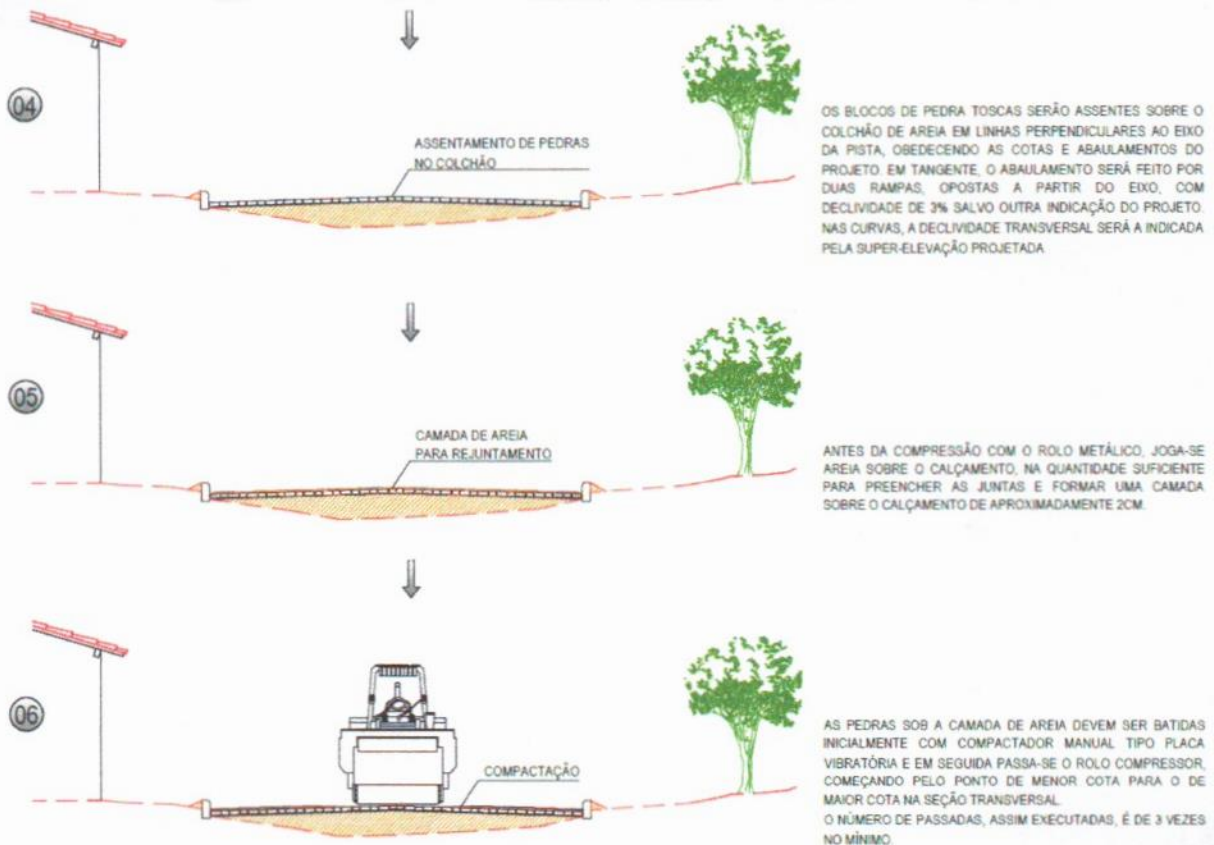 04
ASSENTAMENTO DE PEDRAS
NO COLCHÃO
OS BLOCOS DE PEDRA TOSCAS SERÃO ASSENTES SOBRE O
COLCHÃO DE AREIA EM LINHAS PERPENDICULARES AO EIXO
DA PISTA, OBEDECENDO AS COTAS E ABAULAMENTOS DO
PROJETO. EM TANGENTE, O ABAULAMENTO SERÁ FEITO POR
DUAS RAMPAS, OPOSTAS A PARTIR DO EIXO, COM
DECLIVIDADE DE 3% SALVO OUTRA INDICAÇÃO DO PROJETO.
NAS CURVAS, A DECLIVIDADE TRANSVERSAL SERÁ A INDICADA
PELA SUPER-ELEVAÇÃO PROJETADA
05
CAMADA DE AREIA
PARA REJUNTAMENTO
ANTES DA COMPRESSÃO COM O ROLO METÁLICO, JOGA-SE
AREIA SOBRE O CALÇAMENTO, NA QUANTIDADE SUFICIENTE
PARA PREENCHER AS JUNTAS E FORMAR UMA CAMADA
SOBRE O CALÇAMENTO DE APROXIMADAMENTE 2CM.
06
COMPACTAÇÃO
AS PEDRAS SOB A CAMADA DE AREIA DEVEM SER BATIDAS
INICIALMENTE COM COMPACTADOR MANUAL TIPO PLACA
VIBRATÓRIA E EM SEGUIDA PASSA-SE O ROLO COMPRESSOR,
COMEÇANDO PELO PONTO DE MENOR COTA PARA O DE
MAIOR COTA NA SEÇÃO TRANSVERSAL.
O NÚMERO DE PASSADAS, ASSIM EXECUTADAS, É DE 3 VEZES
NO MÍNIMO.